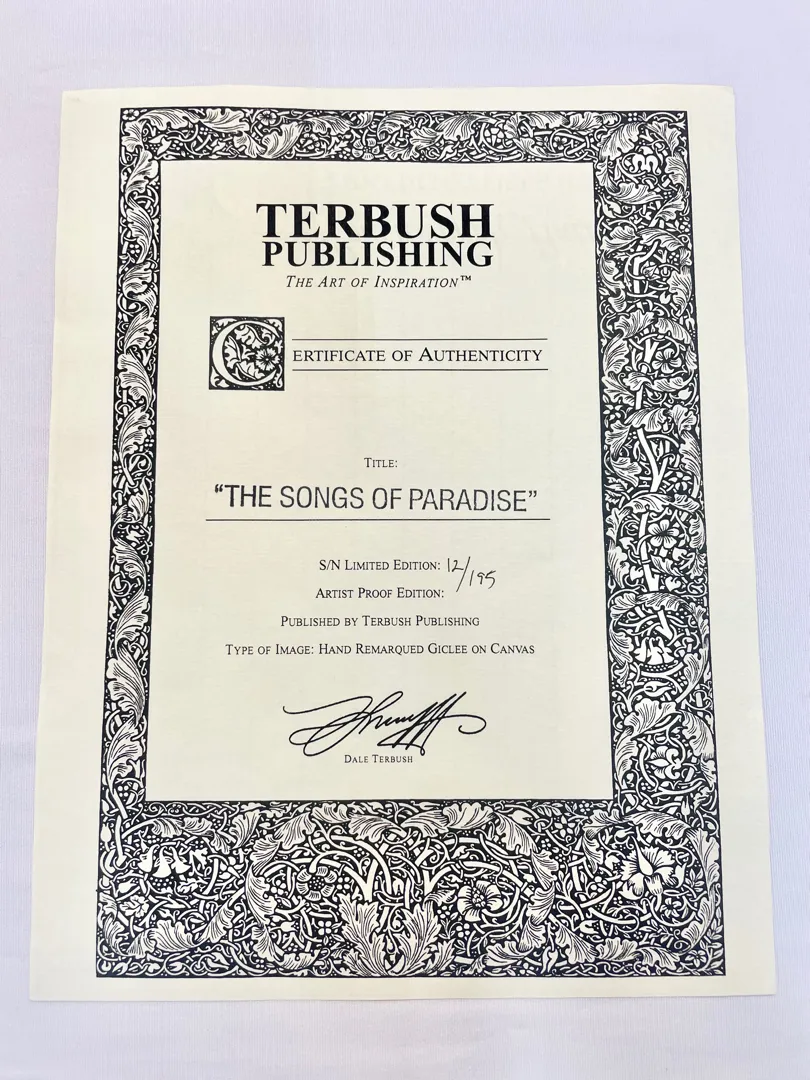 TERBUSH
PUBLISHING
THE ART OF INSPIRATION™
CERTIFICATE OF AUTHENTICITY
TITLE:
“THE SONGS OF PARADISE”
S/N LIMITED EDITION: 12/195
ARTIST PROOF EDITION:
PUBLISHED BY TERBUSH PUBLISHING
TYPE OF IMAGE: HAND REMARQUED GICLEE ON CANVAS
DALE TERBUSH